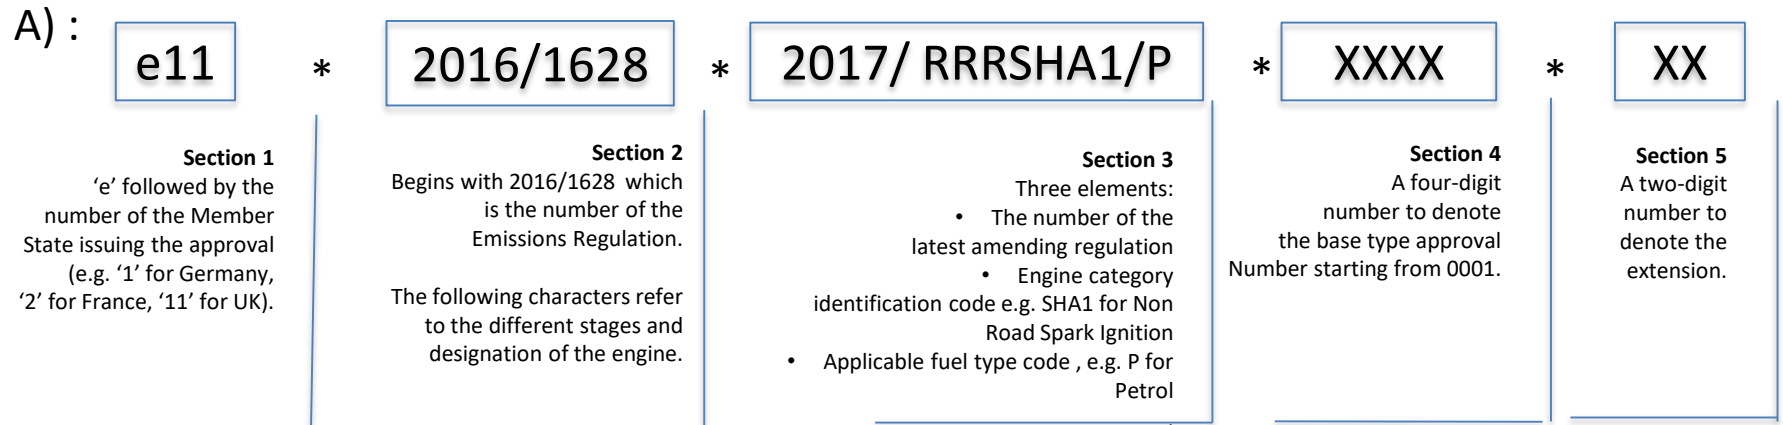 A) :
e11 * 2016/1628 * 2017/ RRRSHA1/P * XXXX * XX
Section 1
‘e’ followed by the
number of the Member
State issuing the approval
(e.g. ‘1’ for Germany,
‘2’ for France, ‘11’ for UK).
Section 2
Begins with 2016/1628 which
is the number of the
Emissions Regulation.
The following characters refer
to the different stages and
designation of the engine.
Section 3
Three elements:
• The number of the
latest amending regulation
• Engine category
identification code e.g. SHA1 for Non
Road Spark Ignition
• Applicable fuel type code , e.g. P for
Petrol
Section 4
A four-digit
number to denote
the base type approval
Number starting from 0001.
Section 5
A two-digit
number to
denote the
extension.